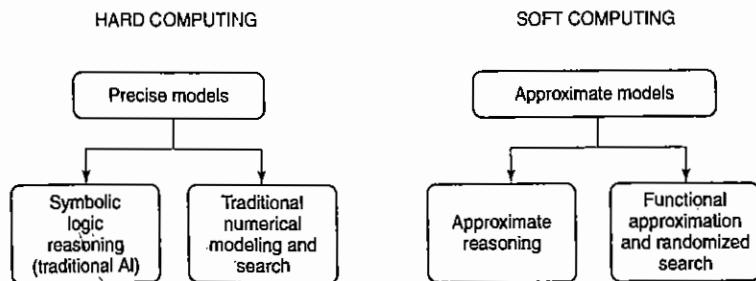 HARD COMPUTING
Precise models
Symbolic
logic
reasoning
(traditional AI)
Traditional
numerical
modeling and
search
SOFT COMPUTING
Approximate models
Approximate
reasoning
Functional
approximation
and randomized
search